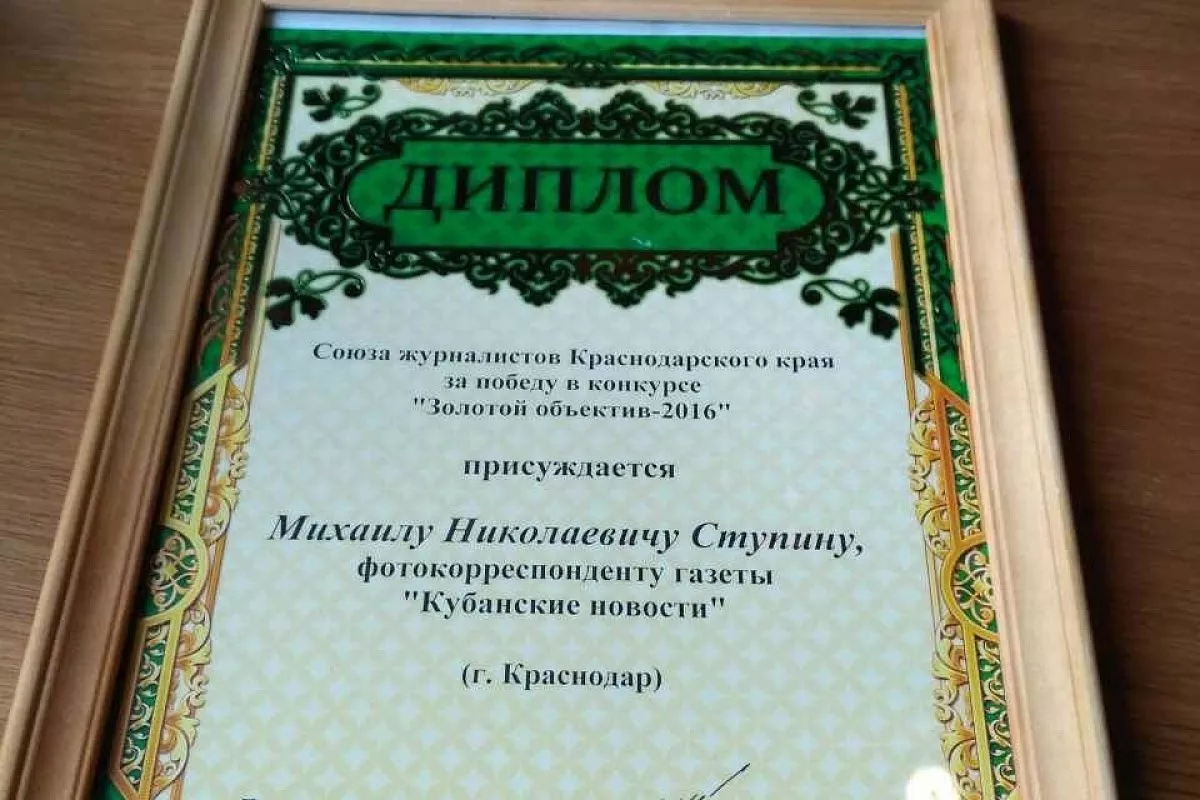 ДИПЛОМ
Союза журналистов Краснодарского края
за победу в конкурсе
"Золотой объектив-2016"
присуждается
Михаилу Николаевичу Ступину,
фотокорреспонденту газеты
"Кубанские новости"
(г. Краснодар)